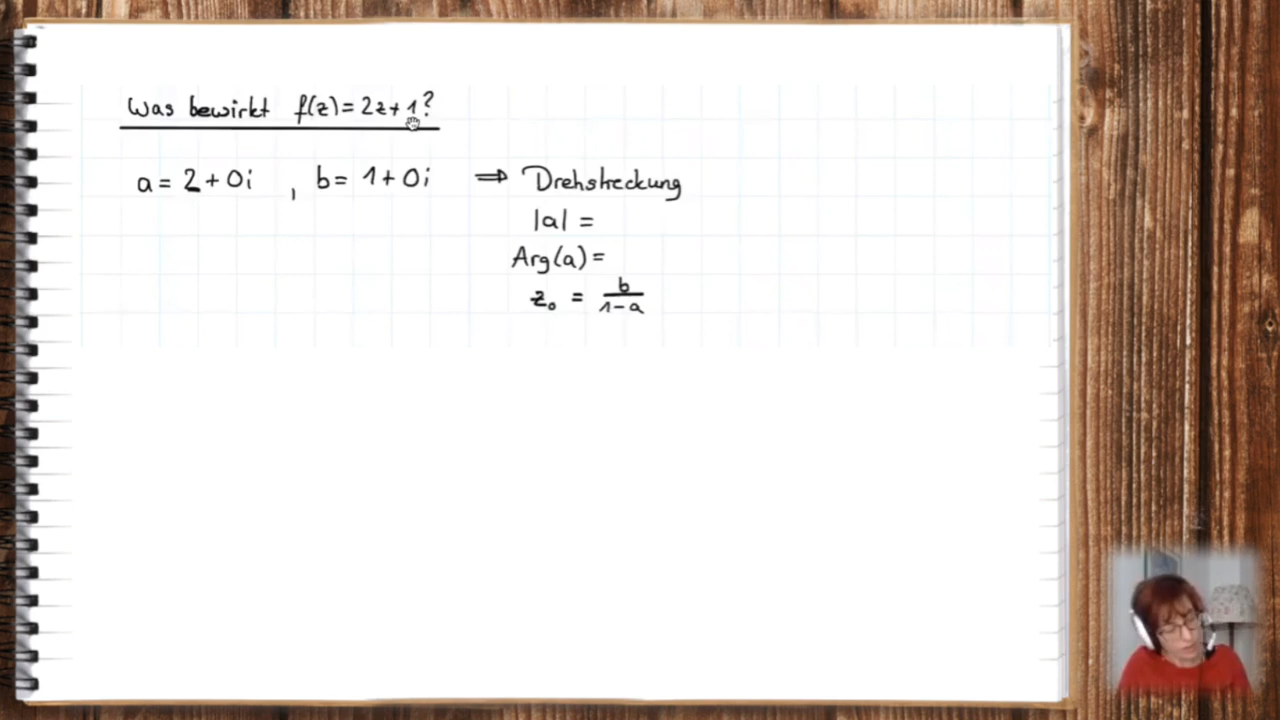 Was bewirkt f(z)=2z+1?
a = 2+0i , b = 1+0i ⇒ Drehstreckung
|a| =
Arg(a) =
z₀ = b/(1-a)